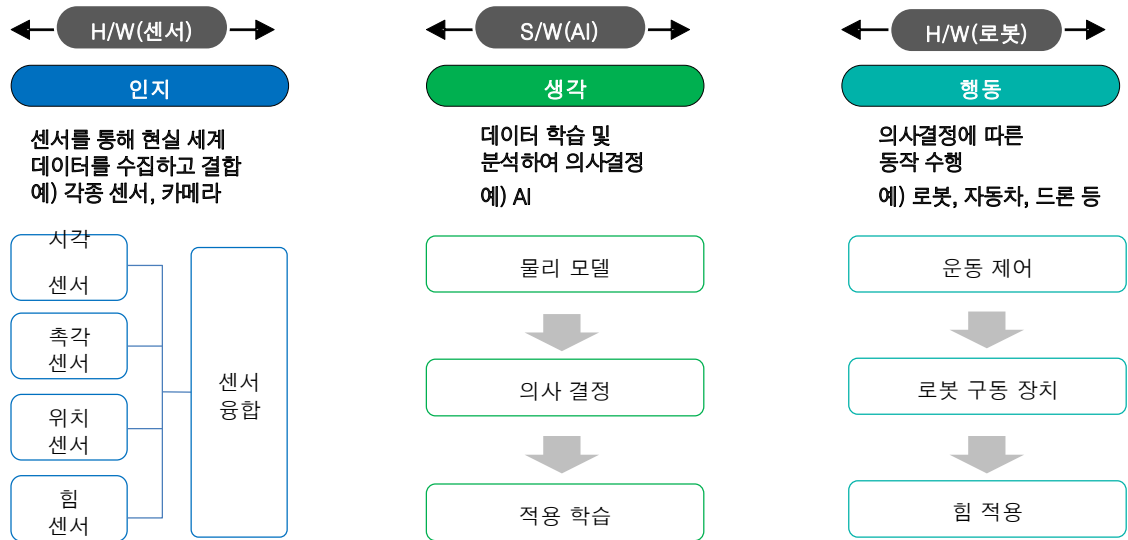 H/W(센서)
인지
센서를 통해 현실 세계
데이터를 수집하고 결합
예) 각종 센서, 카메라
시각
센서
촉각
센서
위치
센서
힘
센서
센서
융합
S/W(AI)
생각
데이터 학습 및
분석하여 의사결정
예) AI
물리 모델
의사 결정
적용 학습
H/W(로봇)
행동
의사결정에 따른
동작 수행
예) 로봇, 자동차, 드론 등
운동 제어
로봇 구동 장치
힘 적용